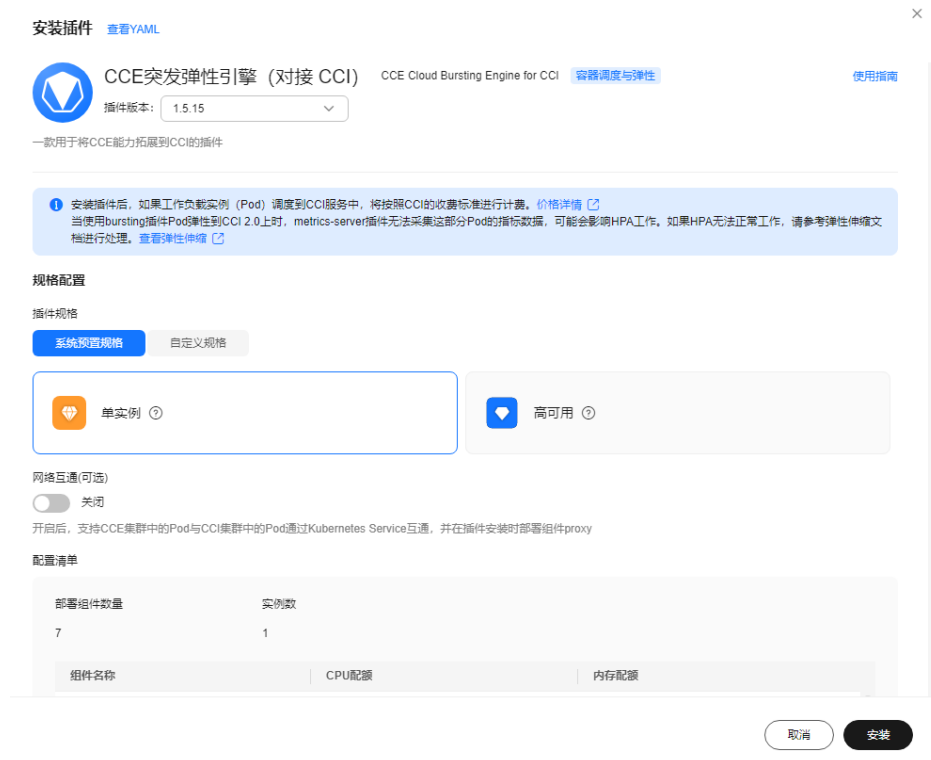 安装插件 查看YAML
CCE突发弹性引擎（对接 CCI） CCE Cloud Bursting Engine for CCI 容器调度与弹性 使用指南
插件版本： 1.5.15
一款用于将CCE能力拓展到CCI的插件
安装插件后，如果工作负载实例（Pod）调度到CCI服务中，将按照CCI的收费标准进行计费。价格详情
当使用bursting插件Pod弹性到CCI 2.0上时，metrics-server插件无法采集这部分Pod的指标数据，可能会影响HPA工作。如果HPA无法正常工作，请参考弹性伸缩文
档进行处理。查看弹性伸缩
规格配置
插件规格
系统预置规格 自定义规格
单实例 高可用
网络互通(可选)
关闭
开启后，支持CCE集群中的Pod与CCI集群中的Pod通过Kubernetes Service互通，并在插件安装时部署组件proxy
配置清单
部署组件数量 实例数
7 1
组件名称 CPU配额 内存配额
取消 安装